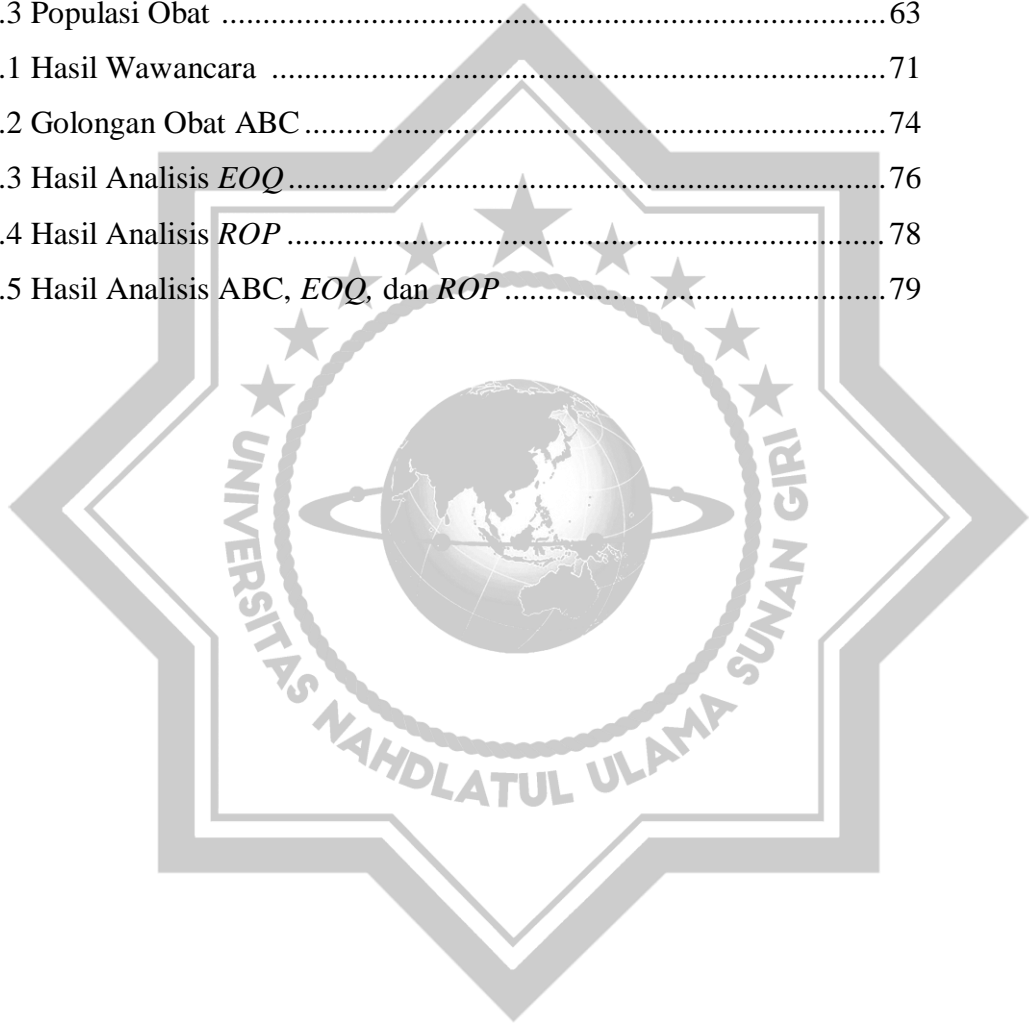 .3 Populasi Obat ........................................................................ 63
.1 Hasil Wawancara ........................................................................ 71
.2 Golongan Obat ABC ........................................................................ 74
.3 Hasil Analisis EOQ ........................................................................ 76
.4 Hasil Analisis ROP ........................................................................ 78
.5 Hasil Analisis ABC, EOQ, dan ROP ........................................................................ 79
UNIVERSITAS NAHDLATUL ULAMA SUNAN GIRI